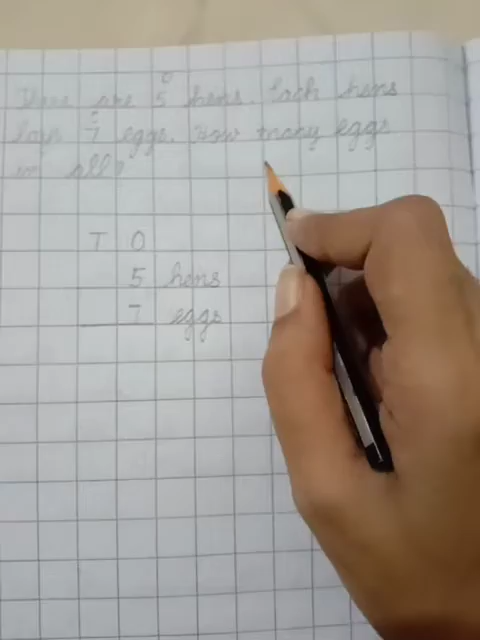 There are 5 hens. Each hens
lays 7 eggs. How many eggs
in all?
T O
5 hens
7 eggs